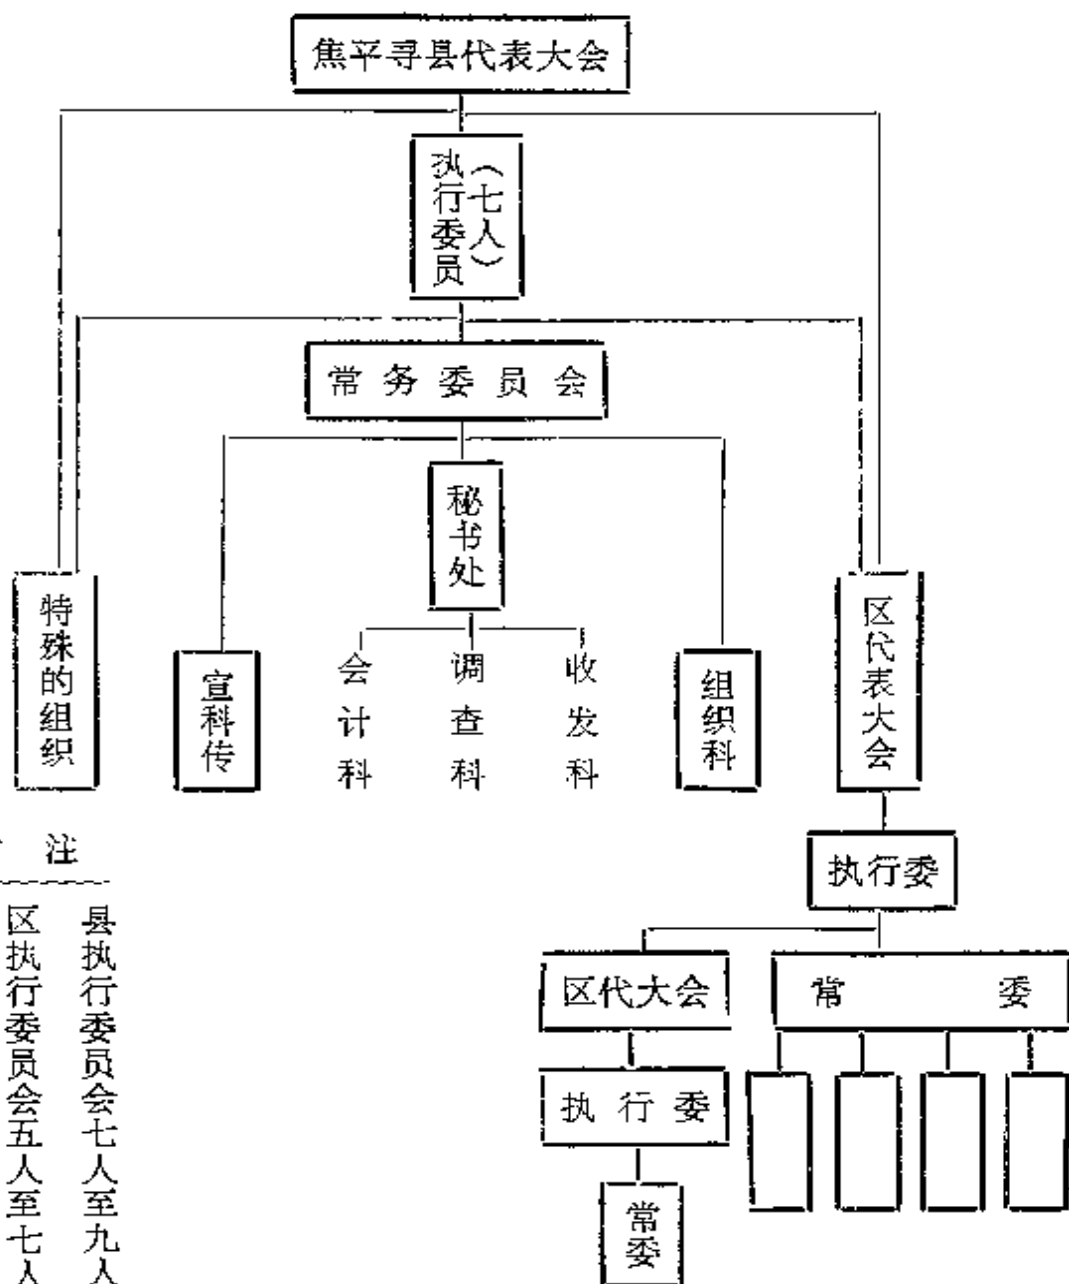 焦平寻县代表大会
执行委员
（七人）
常务委员会
秘书处
特殊的组织
宣科传
会计科
调查科
收发科
组织科
区代表大会
注
执行委
区代大会
常委
执行委
常委
县执行委员会七人至九人
区执行委员会五人至七人